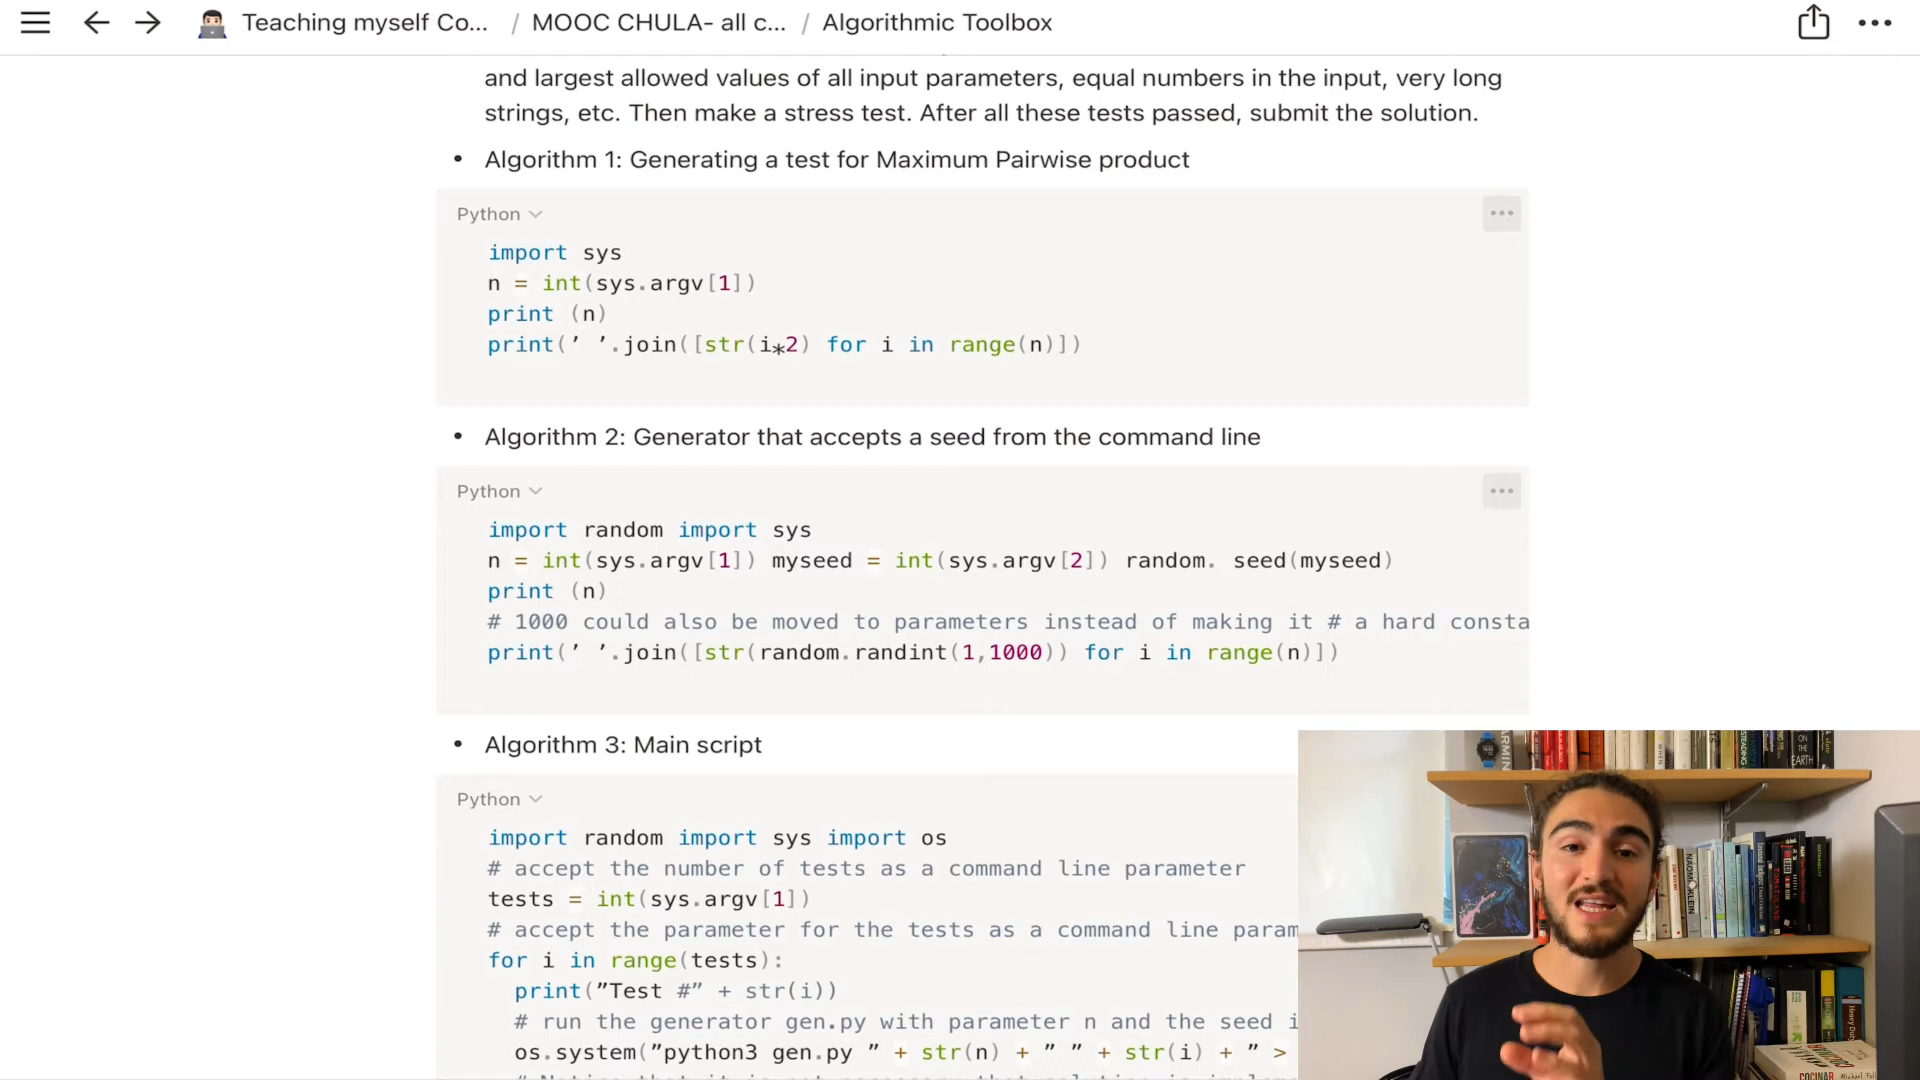 Teaching myself Co... / MOOC CHULA- all c... / Algorithmic Toolbox
and largest allowed values of all input parameters, equal numbers in the input, very long
strings, etc. Then make a stress test. After all these tests passed, submit the solution.
• Algorithm 1: Generating a test for Maximum Pairwise product
Python
import sys
n = int(sys.argv[1])
print (n)
print(’ ’.join([str(i*2) for i in range(n)])
• Algorithm 2: Generator that accepts a seed from the command line
Python
import random import sys
n = int(sys.argv[1]) myseed = int(sys.argv[2]) random. seed(myseed)
print (n)
# 1000 could also be moved to parameters instead of making it # a hard consta
print(’ ’.join([str(random.randint(1,1000)) for i in range(n)])
• Algorithm 3: Main script
Python
import random import sys import os
# accept the number of tests as a command line parameter
tests = int(sys.argv[1])
# accept the parameter for the tests as a command line param
for i in range(tests):
print(”Test #” + str(i))
# run the generator gen.py with parameter n and the seed i
os.system(”python3 gen.py ” + str(n) + ” ” + str(i) + ” >
GARMIN
WHEN
ON
THE
EARTH
NAOMI KLEIN
COCINAR